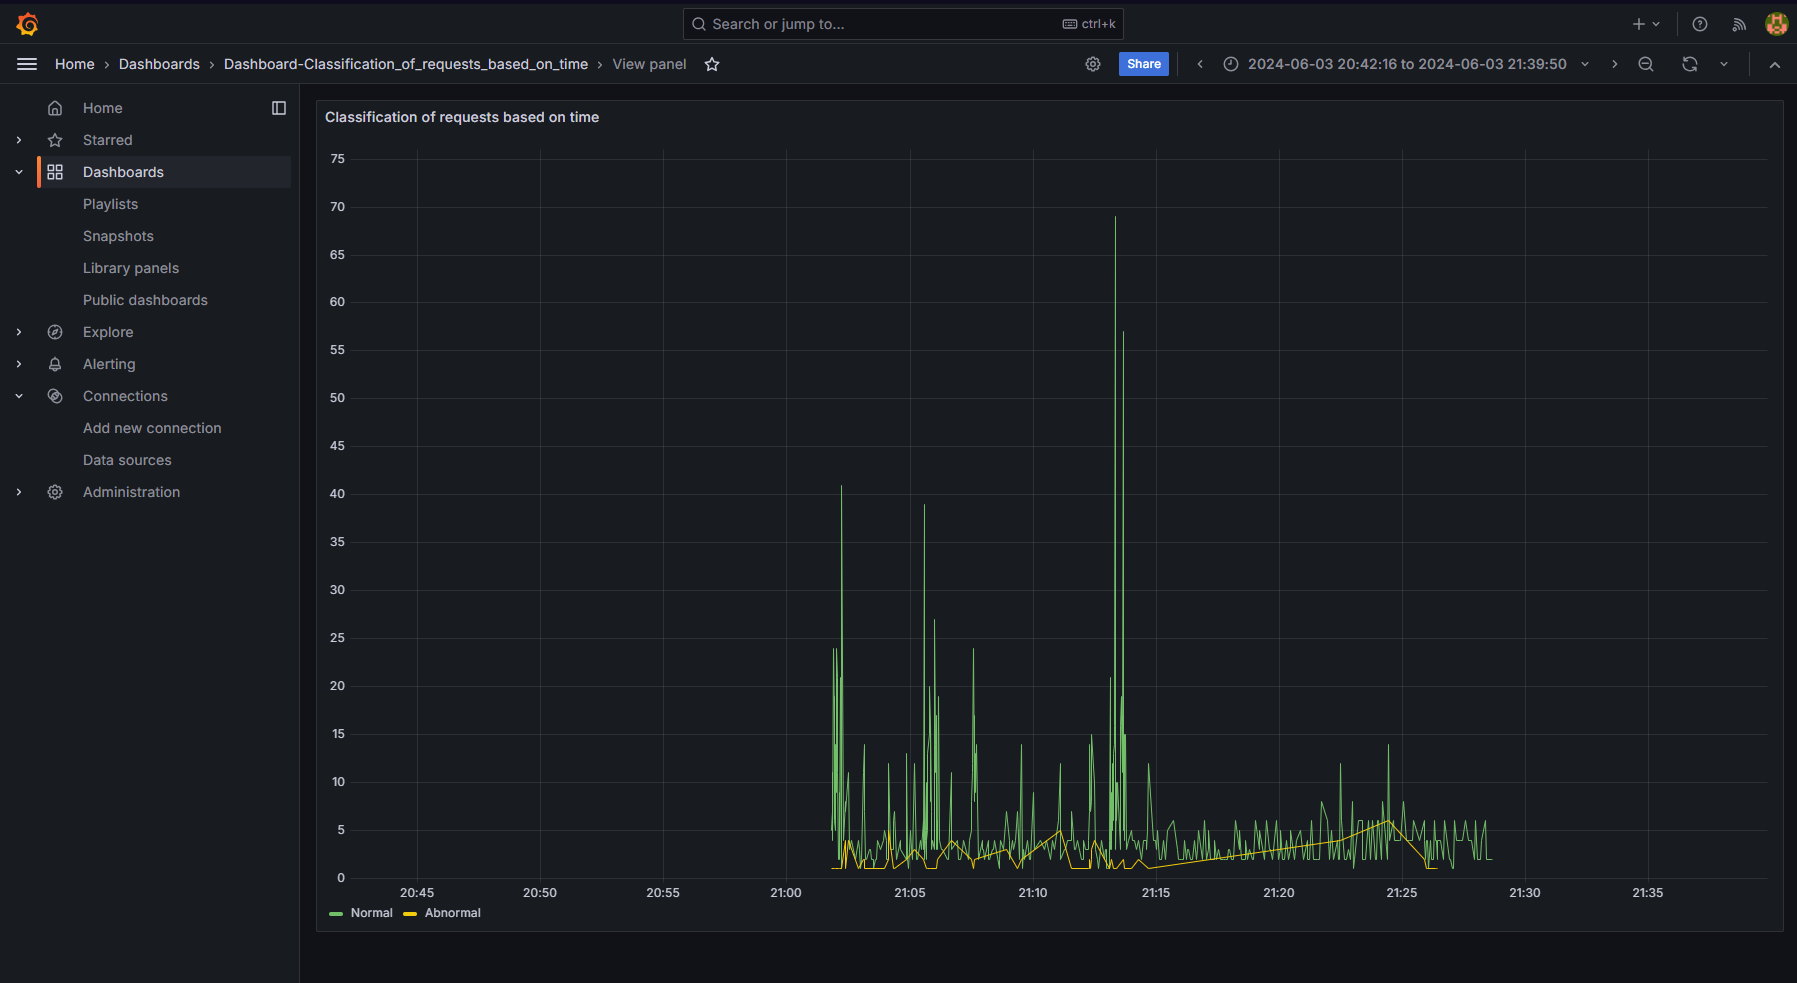 Search or jump to...
ctrl+k
Home
Dashboards
Dashboard-Classification_of_requests_based_on_time
View panel
Share
2024-06-03 20:42:16 to 2024-06-03 21:39:50
Home
Starred
Dashboards
Playlists
Snapshots
Library panels
Public dashboards
Explore
Alerting
Connections
Add new connection
Data sources
Administration
Classification of requests based on time
75
70
65
60
55
50
45
40
35
30
25
20
15
10
5
0
20:45 20:50 20:55 21:00 21:05 21:10 21:15 21:20 21:25 21:30 21:35
Normal Abnormal